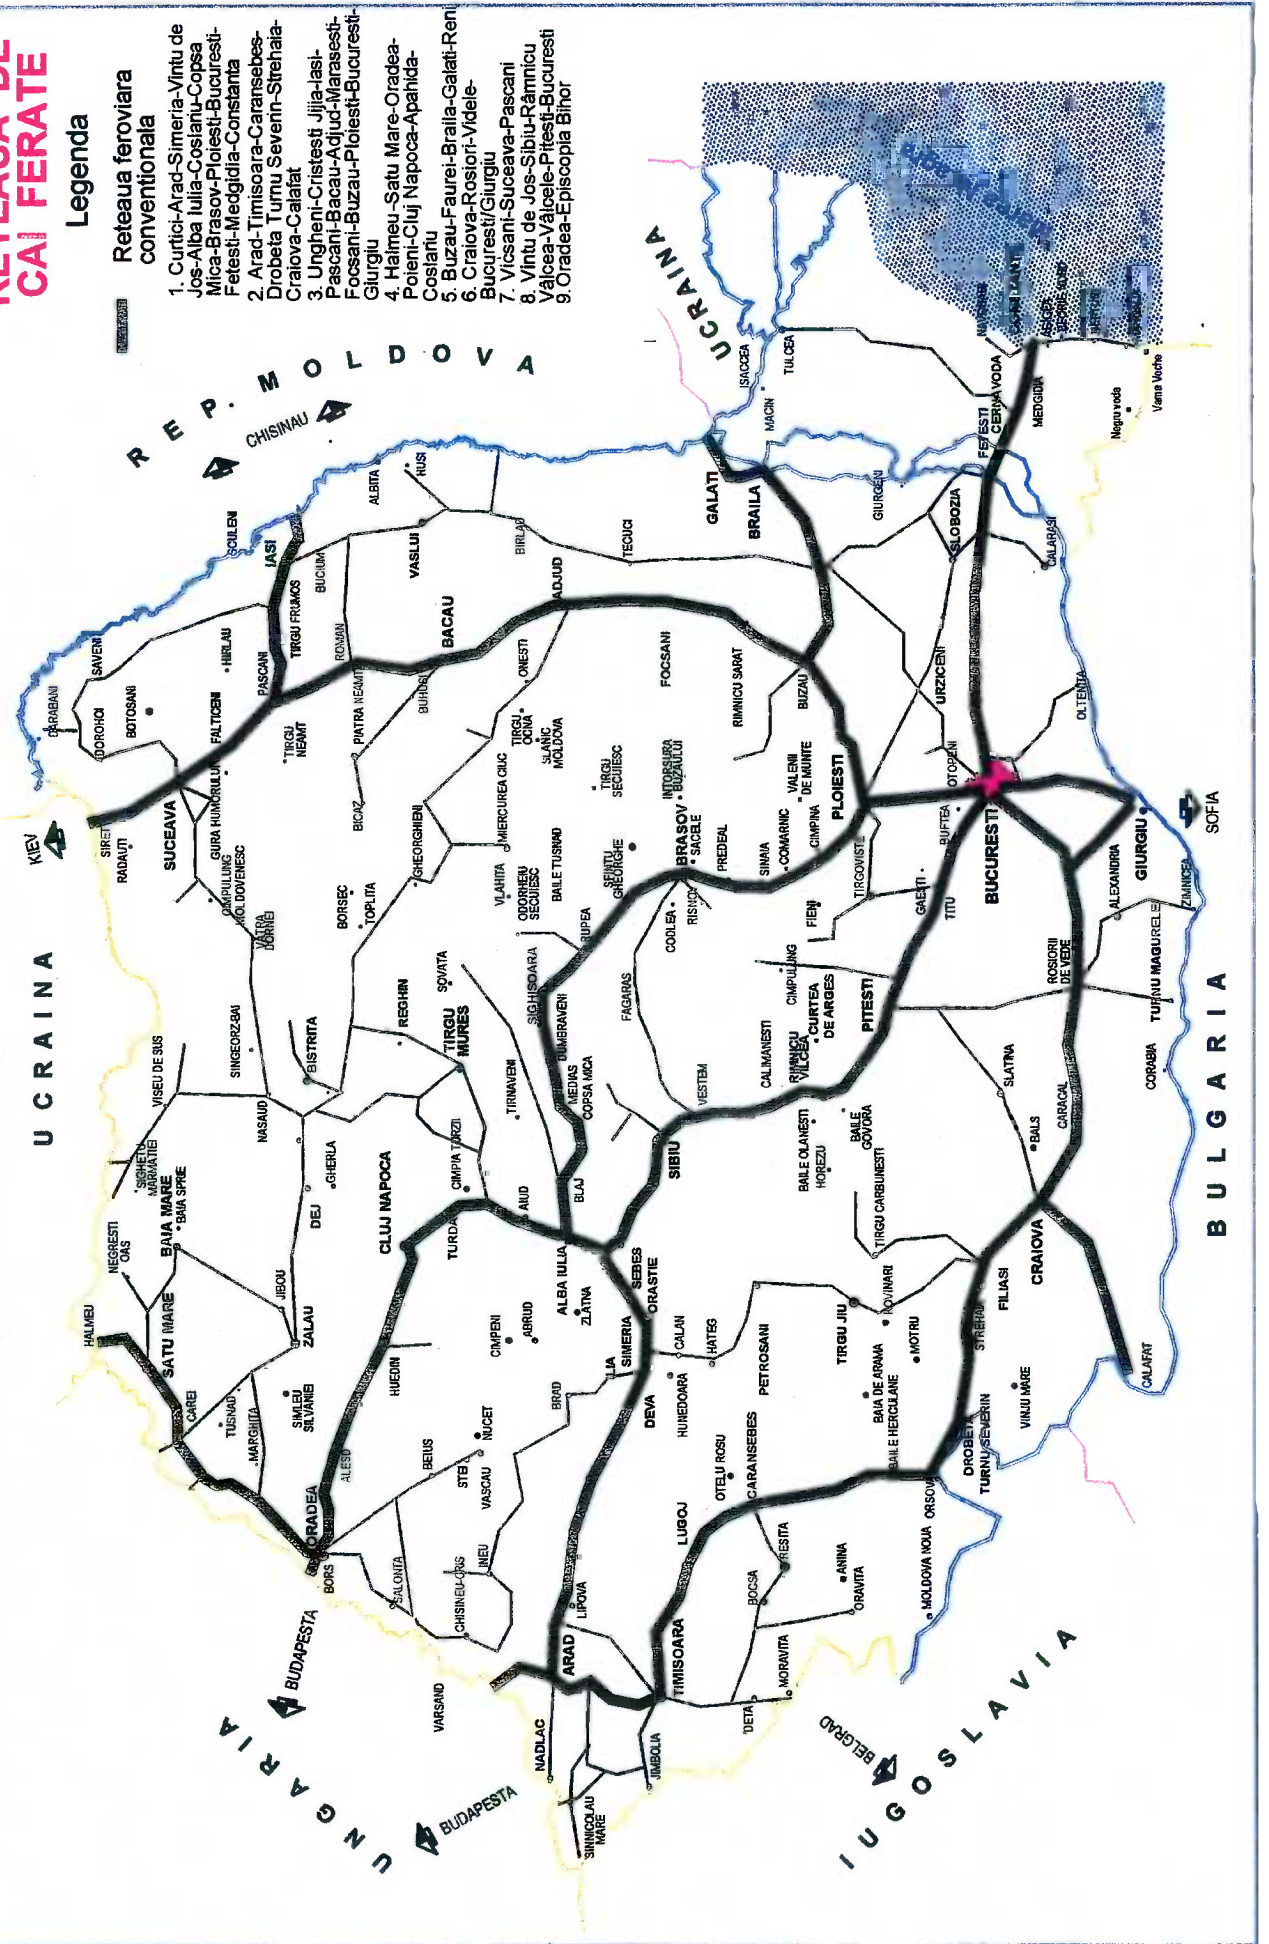 CAI FERATE
Legenda
Reteaua feroviara
conventionala
1. Curtici-Arad-Simeria-Vintu de
Jos-Alba Iulia-Coslariu-Copsa
Mica-Brasov-Ploiesti-Bucuresti-
Fetesti-Medgidia-Constanta
2. Arad-Timisoara-Caransebes-
Drobeta Turnu Severin-Strehaia-
Craiova-Calafat
3. Ungheni-Cristesti Jijia-Iasi-
Pascani-Bacau-Adjud-Marasesti-
Focsani-Buzau-Ploiesti-Bucuresti-
Giurgiu
4. Halmeu-Satu Mare-Oradea-
Poieni-Cluj Napoca-Apahida-
Coslariu
5. Buzau-Faurei-Braila-Galati-Reni
6. Craiova-Rosiori-Videle-
Bucuresti/Giurgiu
7. Vicsani-Suceava-Pascani
8. Vintu de Jos-Sibiu-Râmnicu
Vâlcea-Vâlcele-Pitesti-Bucuresti
9. Oradea-Episcopia Bihor
UCRAINA
REP. MOLDOVA
UCRAINA
UNGARIA
IUGOSLAVIA
BULGARIA
KIEV
CHISINAU
BUDAPESTA
BUDAPESTA
BELGRAD
SOFIA
HALMEU
NEGRESTI
OAS
SATU MARE
BAIA MARE
BAIA SPRIE
SIGHETU
MARMATIEI
VISEU DE SUS
SIRET
RADAUTI
DARABANI
DOROHOI
SAVENI
BOTOSANI
SUCEAVA
GURA HUMORULUI
CIMPULUNG
MOLDOVENESC
VATRA
DORNEI
FALTICENI
HIRLAU
PASCANI
TIRGU FRUMOS
IASI
SCULENI
BUCIUM
TIRGU
NEAMT
ROMAN
PIATRA NEAMT
BUHUSI
BACAU
BICAZ
VASLUI
ALBITA
HUSI
BIRLAD
TECUCI
ADJUD
ONESTI
TIRGU
OCNA
SLANIC
MOLDOVA
CAREI
TUSNAD
MARGHITA
SIMLEU
SILVANIEI
ZALAU
JIBOU
DEJ
GHERLA
NASAUD
SINGEORZ-BAI
BISTRITA
BORSEC
TOPLITA
GHEORGHIENI
MIERCUREA CIUC
VLAHITA
ODORHEIU
SECUIESC
BAILE TUSNAD
REGHIN
SOVATA
TIRGU
MURES
TIRNAVENI
ORADEA
BORS
ALESD
HUEDIN
CLUJ NAPOCA
TURDA
CIMPIA TURZII
AIUD
BLAJ
SALONTA
BEIUS
STEI
NUCET
VASCAU
CHISINEU-CRIS
INEU
CIMPENI
ABRUD
ALBA IULIA
ZLATNA
BRAD
SEBES
ORASTIE
SIMERIA
DEVA
CALAN
HATEG
HUNEDOARA
PETROSANI
VARSAND
NADLAC
ARAD
LIPOVA
SINNICOLAU
MARE
JIMBOLIA
TIMISOARA
LUGOJ
OTELU ROSU
CARANSEBES
RESITA
BOCSA
DETA
MORAVITA
ANINA
ORAVITA
MOLDOVA NOUA
ORSOVA
BAILE HERCULANE
BAIA DE ARAMA
MOTRU
TIRGU JIU
ROVINARI
TIRGU CARBUNESTI
DROBETA
TURNU SEVERIN
VINJU MARE
STREHAIA
FILIASI
CRAIOVA
CALAFAT
BALS
SLATNA
CARACAL
CORABIA
SIGHISOARA
DUMBRAVENI
MEDIAS
COPSA MICA
RUPEA
FAGARAS
SIBIU
VESTEM
CALIMANESTI
RIMNICU
VILCEA
BAILE OLANESTI
HOREZU
BAILE
GOVORA
CURTEA
DE ARGES
CIMPULUNG
PITESTI
SFINTU
GHEORGHE
TIRGU
SECUIESC
INTORSURA
BUZAULUI
BRASOV
SACELE
CODLEA
RISNOV
PREDEAL
SINAIA
COMARNIC
CIMPINA
VALENII
DE MUNTE
PLOIESTI
FIENI
TIRGOVISTE
GAESTI
TITU
BUFTEA
OTOPENI
BUCURESTI
GIURGIU
ALEXANDRIA
ZIMNICEA
ROSIORII
DE VEDE
TURNU MAGURELE
FOCSANI
RIMNICU SARAT
BUZAU
URZICENI
OLTENITA
SLOBOZIA
CALARASI
GALATI
BRAILA
GIURGENI
MACIN
ISACCEA
TULCEA
FETESTI
CERNAVODA
MEDGIDIA
Negru voda
Vama Veche